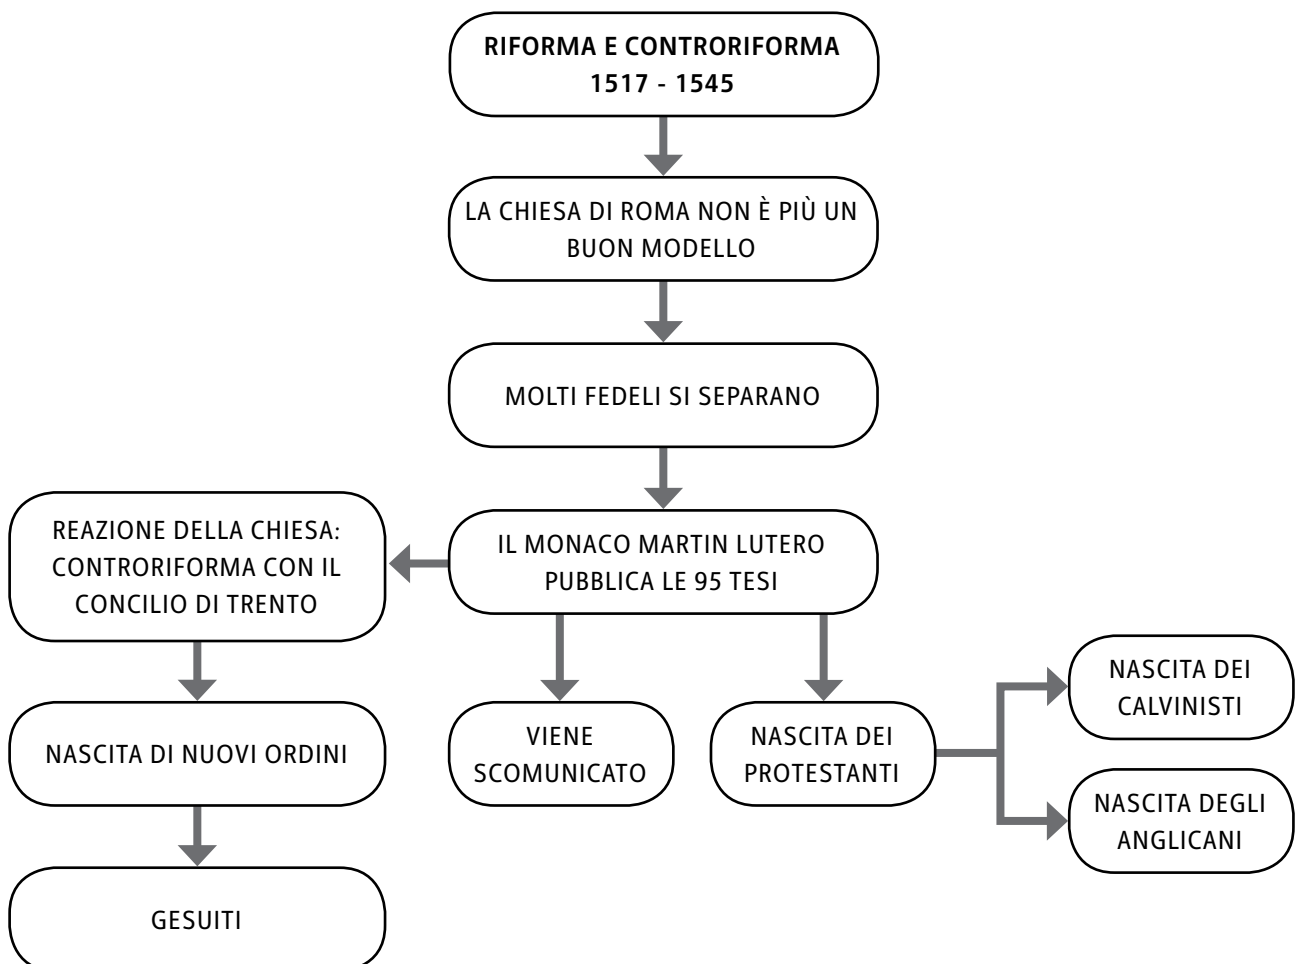 RIFORMA E CONTRORIFORMA
1517 - 1545
LA CHIESA DI ROMA NON È PIÙ UN
BUON MODELLO
MOLTI FEDELI SI SEPARANO
IL MONACO MARTIN LUTERO
PUBBLICA LE 95 TESI
REAZIONE DELLA CHIESA:
CONTRORIFORMA CON IL
CONCILIO DI TRENTO
NASCITA DI NUOVI ORDINI
GESUITI
VIENE
SCOMUNICATO
NASCITA DEI
PROTESTANTI
NASCITA DEI
CALVINISTI
NASCITA DEGLI
ANGLICANI